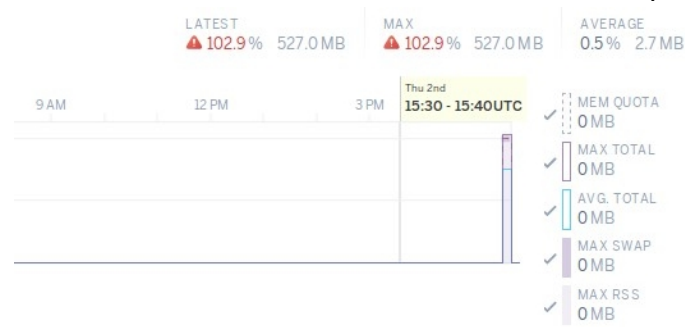 LATEST
102.9% 527.0 MB
MAX
102.9% 527.0 MB
AVERAGE
0.5% 2.7 MB
9 AM
12 PM
3 PM
Thu 2nd
15:30 - 15:40 UTC
MEM QUOTA
0 MB
MAX TOTAL
0 MB
AVG. TOTAL
0 MB
MAX SWAP
0 MB
MAX RSS
0 MB